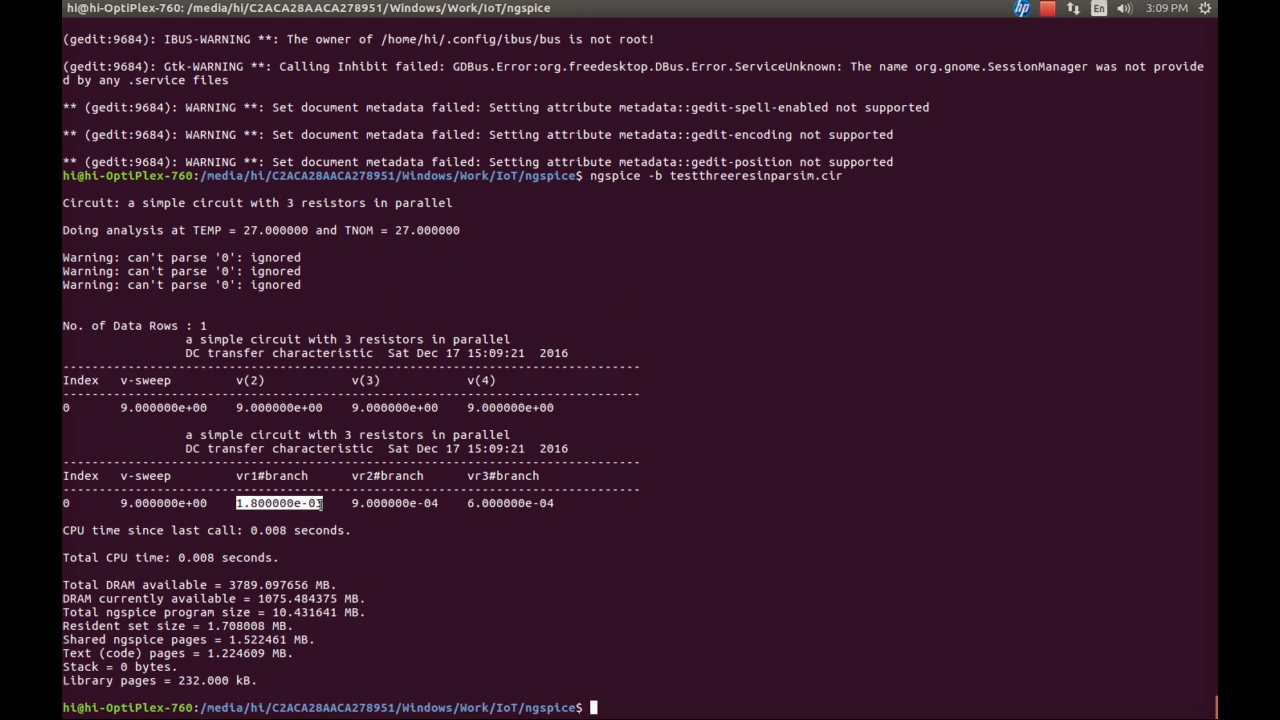 hi@hi-OptiPlex-760: /media/hi/C2ACA28AACA278951/Windows/Work/IoT/ngspice
hp En 3:09 PM
(gedit:9684): IBUS-WARNING **: The owner of /home/hi/.config/ibus/bus is not root!
(gedit:9684): Gtk-WARNING **: Calling Inhibit failed: GDBus.Error:org.freedesktop.DBus.Error.ServiceUnknown: The name org.gnome.SessionManager was not provide
d by any .service files
** (gedit:9684): WARNING **: Set document metadata failed: Setting attribute metadata::gedit-spell-enabled not supported
** (gedit:9684): WARNING **: Set document metadata failed: Setting attribute metadata::gedit-encoding not supported
** (gedit:9684): WARNING **: Set document metadata failed: Setting attribute metadata::gedit-position not supported
hi@hi-OptiPlex-760:/media/hi/C2ACA28AACA278951/Windows/Work/IoT/ngspice$ ngspice -b testthreeresinparsim.cir
Circuit: a simple circuit with 3 resistors in parallel
Doing analysis at TEMP = 27.000000 and TNOM = 27.000000
Warning: can't parse '0': ignored
Warning: can't parse '0': ignored
Warning: can't parse '0': ignored
No. of Data Rows : 1
a simple circuit with 3 resistors in parallel
DC transfer characteristic  Sat Dec 17 15:09:21  2016
--------------------------------------------------------------------------------
Index   v-sweep         v(2)            v(3)            v(4)
--------------------------------------------------------------------------------
0       9.000000e+00    9.000000e+00    9.000000e+00    9.000000e+00
a simple circuit with 3 resistors in parallel
DC transfer characteristic  Sat Dec 17 15:09:21  2016
--------------------------------------------------------------------------------
Index   v-sweep         vr1#branch      vr2#branch      vr3#branch
--------------------------------------------------------------------------------
0       9.000000e+00    1.800000e-03    9.000000e-04    6.000000e-04
CPU time since last call: 0.008 seconds.
Total CPU time: 0.008 seconds.
Total DRAM available = 3789.097656 MB.
DRAM currently available = 1075.484375 MB.
Total ngspice program size = 10.431641 MB.
Resident set size = 1.708008 MB.
Shared ngspice pages = 1.522461 MB.
Text (code) pages = 1.224609 MB.
Stack = 0 bytes.
Library pages = 232.000 kB.
hi@hi-OptiPlex-760:/media/hi/C2ACA28AACA278951/Windows/Work/IoT/ngspice$